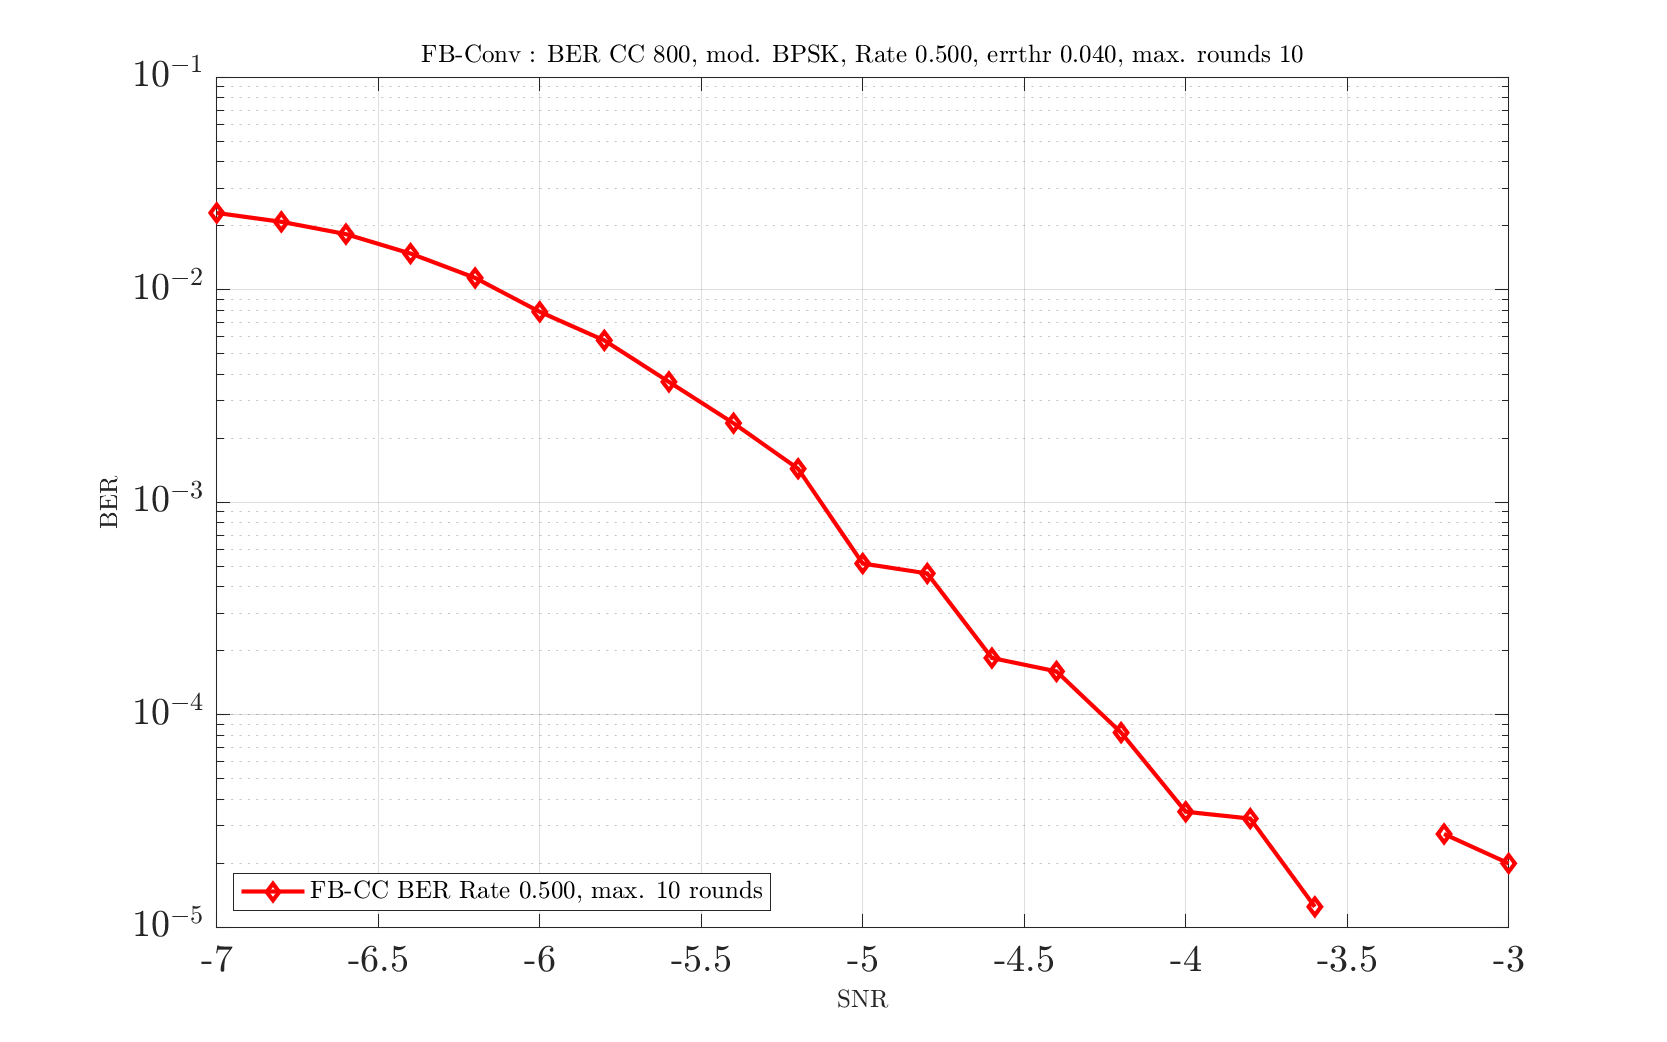 FB-Conv : BER CC 800, mod. BPSK, Rate 0.500, errthr 0.040, max. rounds 10
10^{-1}
10^{-2}
10^{-3}
10^{-4}
10^{-5}
BER
FB-CC BER Rate 0.500, max. 10 rounds
-7 -6.5 -6 -5.5 -5 -4.5 -4 -3.5 -3
SNR